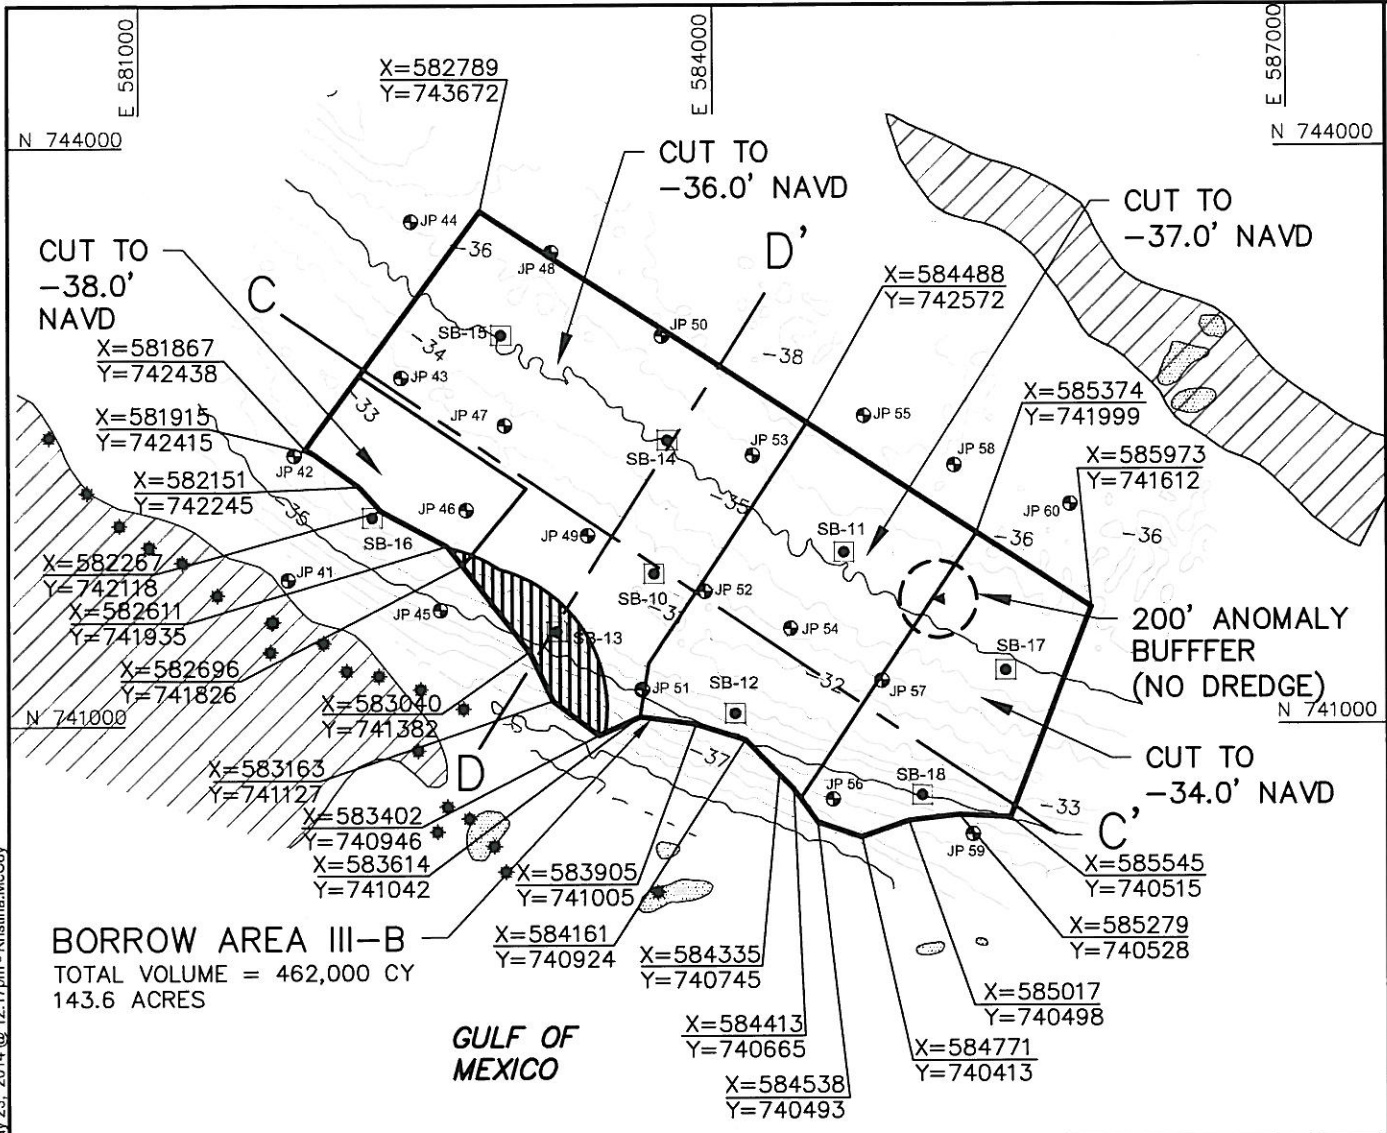 E 581000
E 584000
E 587000
N 744000
N 744000
X=582789
Y=743672
CUT TO
-36.0' NAVD
CUT TO
-37.0' NAVD
CUT TO
-38.0'
NAVD
JP 44
-36
JP 48
D'
C
X=584488
Y=742572
SB-15
JP 50
-34
-38
X=581867
Y=742438
JP 43
-33
X=585374
Y=741999
X=581915
Y=742415
JP 47
JP 55
JP 53
SB-14
JP 42
JP 58
X=585973
Y=741612
X=582151
Y=742245
-35
-35
JP 46
JP 60
SB-16
SB-11
JP 49
-36
-36
X=582267
Y=742118
JP 41
SB-10
JP 52
X=582611
Y=741935
JP 45
-31
200' ANOMALY
BUFFFER
(NO DREDGE)
JP 54
SB-13
X=582696
Y=741826
SB-17
-32
JP 51
SB-12
JP 57
X=583040
Y=741382
N 741000
N 741000
-37
X=583163
Y=741127
D
CUT TO
-34.0' NAVD
SB-18
JP 56
-33
C'
X=583402
Y=740946
JP 59
X=583614
Y=741042
X=583905
Y=741005
X=585545
Y=740515
X=584161
Y=740924
X=585279
Y=740528
BORROW AREA III-B
TOTAL VOLUME = 462,000 CY
143.6 ACRES
X=584335
Y=740745
X=585017
Y=740498
X=584413
Y=740665
X=584771
Y=740413
GULF OF
MEXICO
X=584538
Y=740493